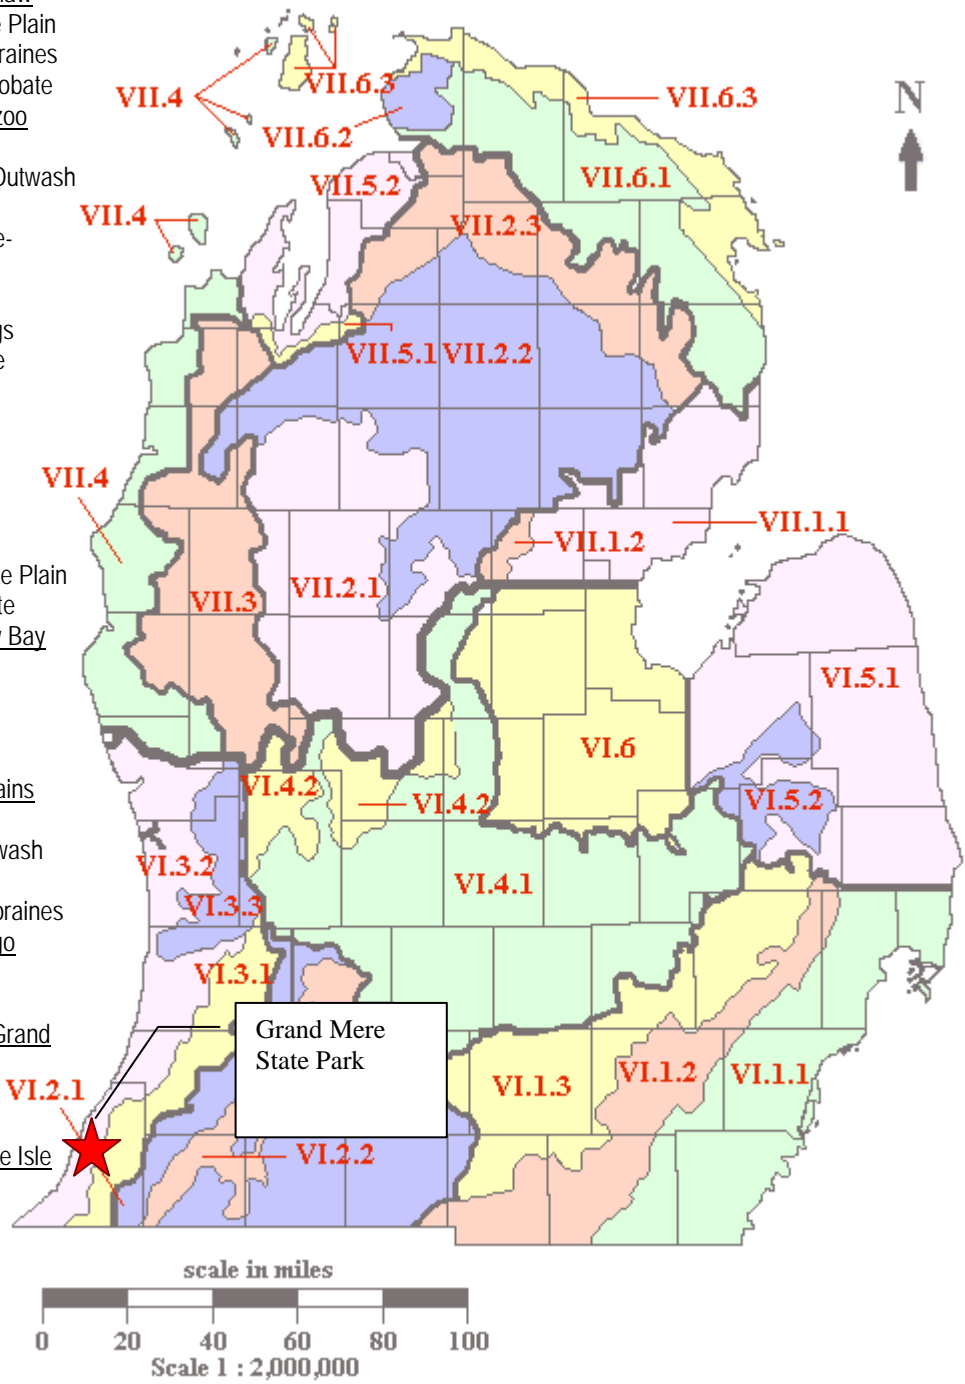 e Plain
raines
obate
zoo
Outwash
e-
gs
e
e Plain
te
Bay
ains
wash
oraines
go
Grand
e Isle
VII.6.3
VII.4
VII.6.3
VII.6.2
N
VII.6.1
VII.5.2
VII.4
VII.2.3
VII.5.1
VII.2.2
VII.4
VII.1.1
VII.1.2
VII.2.1
VII.3
VI.5.1
VI.6
VI.4.2
VI.4.2
VI.5.2
VI.3.2
VI.4.1
VI.3.3
VI.3.1
Grand Mere
State Park
VI.2.1
VI.1.3
VI.1.2
VI.1.1
VI.2.2
scale in miles
0 20 40 60 80 100
Scale 1 : 2,000,000